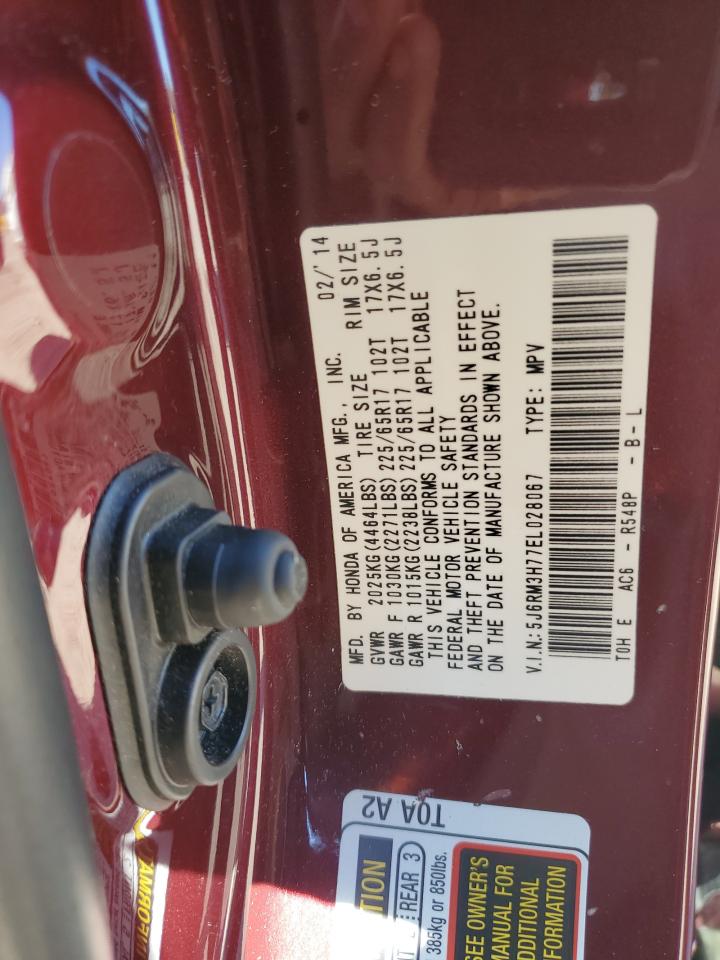 MFD. BY HONDA OF AMERICA MFG., INC. 02/'14
GVWR 2025KG(4464LBS) TIRE SIZE RIM SIZE
GAWR F 1030KG(2271LBS) 225/65R17 102T 17X6.5J
GAWR R 1015KG(2238LBS) 225/65R17 102T 17X6.5J
THIS VEHICLE CONFORMS TO ALL APPLICABLE
FEDERAL MOTOR VEHICLE SAFETY
AND THEFT PREVENTION STANDARDS IN EFFECT
ON THE DATE OF MANUFACTURE SHOWN ABOVE.
V.I.N.:5J6RM3H77EL028067 TYPE: MPV
T0H E AC6 - R548P - B - L
T0A A2
REAR 3
385kg or 850lbs.
SEE OWNER'S
MANUAL FOR
ADDITIONAL